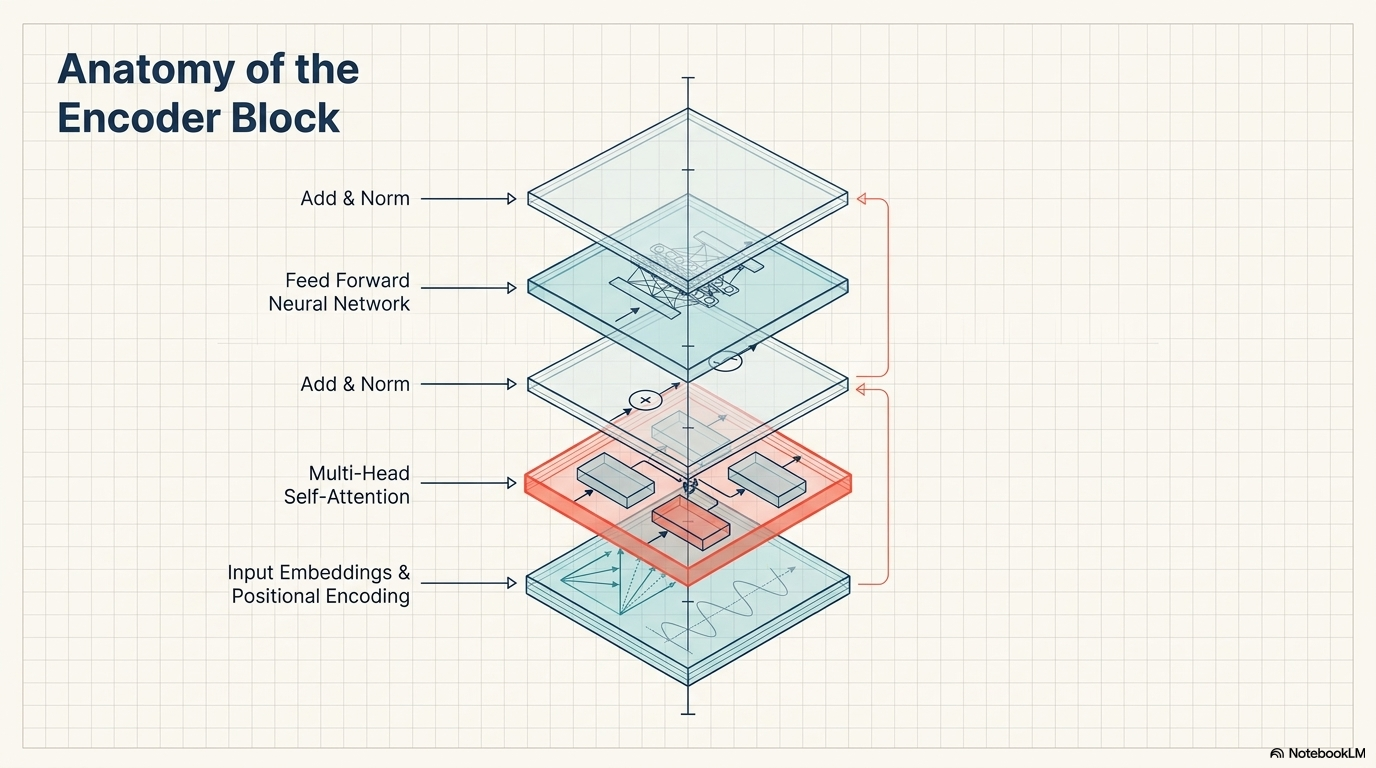 Anatomy of the
Encoder Block
Add & Norm
Feed Forward
Neural Network
Add & Norm
Multi-Head
Self-Attention
Input Embeddings &
Positional Encoding
NotebookLM